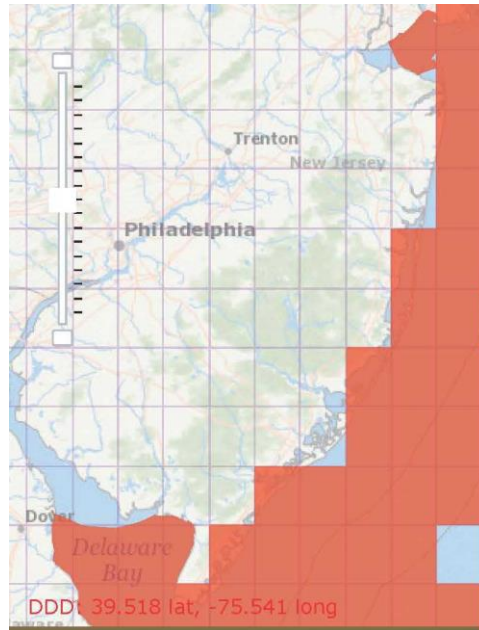 Trenton
New Jersey
Philadelphia
Dover
Delaware
Bay
DDD: 39.518 lat, -75.541 long